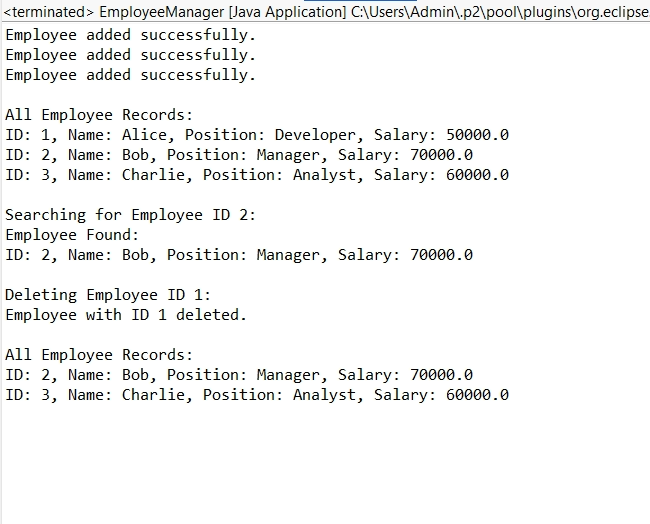 <terminated> EmployeeManager [Java Application] C:\Users\Admin\.p2\pool\plugins\org.eclipse
Employee added successfully.
Employee added successfully.
Employee added successfully.
All Employee Records:
ID: 1, Name: Alice, Position: Developer, Salary: 50000.0
ID: 2, Name: Bob, Position: Manager, Salary: 70000.0
ID: 3, Name: Charlie, Position: Analyst, Salary: 60000.0
Searching for Employee ID 2:
Employee Found:
ID: 2, Name: Bob, Position: Manager, Salary: 70000.0
Deleting Employee ID 1:
Employee with ID 1 deleted.
All Employee Records:
ID: 2, Name: Bob, Position: Manager, Salary: 70000.0
ID: 3, Name: Charlie, Position: Analyst, Salary: 60000.0